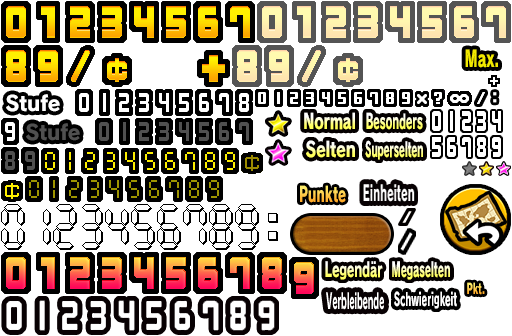 01234567 01234567
89/¢ + 89/¢ Max.
+
Stufe 012345678 0123456789x?∞/:
9 Stufe 01234567 Normal Besonders 01234
890123456789¢ Selten Superselten 56789
¢0123456789
0123456789: Punkte Einheiten /
/
0123456789 Legendär Megaselten
0123456789 Verbleibende Schwierigkeit Pkt.